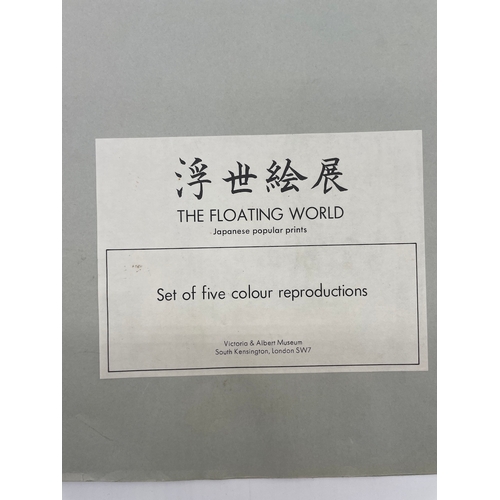 浮世絵展
THE FLOATING WORLD
Japanese popular prints
Set of five colour reproductions
Victoria & Albert Museum
South Kensington, London SW7